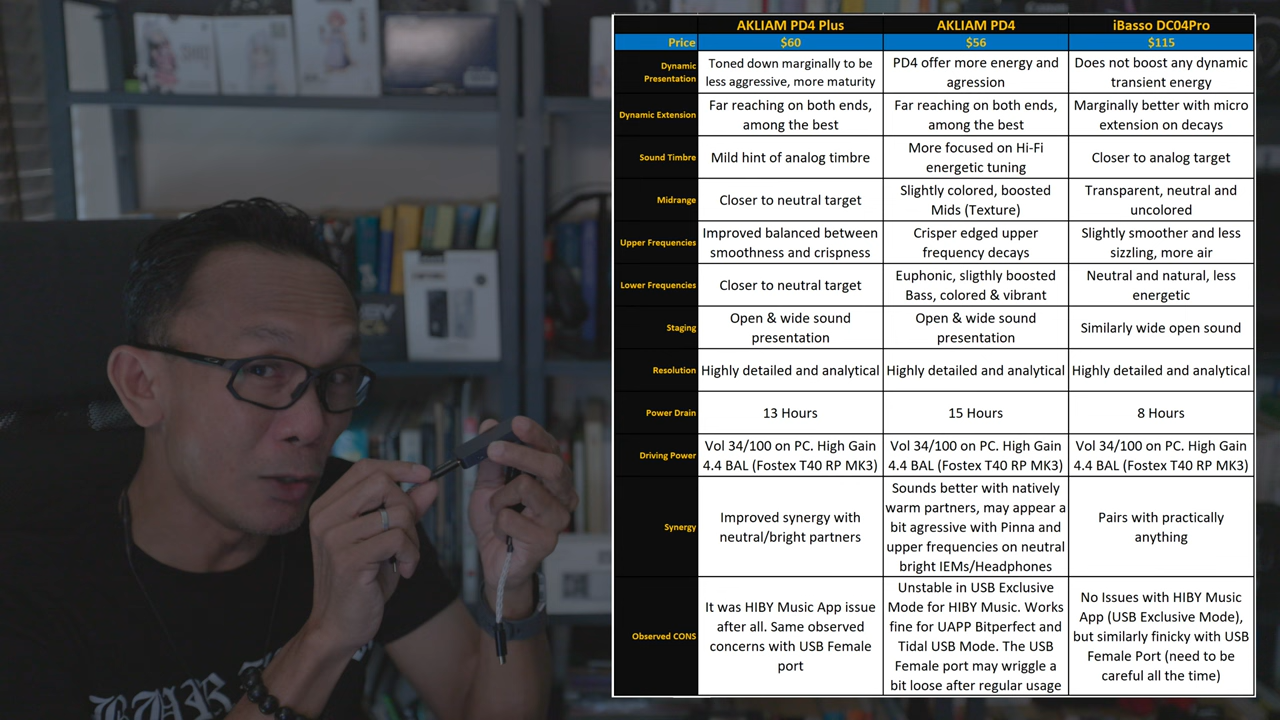 AKLIAM PD4 Plus AKLIAM PD4 iBasso DC04Pro
Price $60 $56 $115
Dynamic Presentation
Toned down marginally to be
less aggressive, more maturity
PD4 offer more energy and
agression
Does not boost any dynamic
transient energy
Dynamic Extension
Far reaching on both ends,
among the best
Far reaching on both ends,
among the best
Marginally better with micro
extension on decays
Sound Timbre
Mild hint of analog timbre
More focused on Hi-Fi
energetic tuning
Closer to analog target
Midrange
Closer to neutral target
Slightly colored, boosted
Mids (Texture)
Transparent, neutral and
uncolored
Upper Frequencies
Improved balanced between
smoothness and crispness
Crisper edged upper
frequency decays
Slightly smoother and less
sizzling, more air
Lower Frequencies
Closer to neutral target
Euphonic, sligthly boosted
Bass, colored & vibrant
Neutral and natural, less
energetic
Staging
Open & wide sound
presentation
Open & wide sound
presentation
Similarly wide open sound
Resolution
Highly detailed and analytical
Highly detailed and analytical
Highly detailed and analytical
Power Drain
13 Hours
15 Hours
8 Hours
Driving Power
Vol 34/100 on PC. High Gain
4.4 BAL (Fostex T40 RP MK3)
Vol 34/100 on PC. High Gain
4.4 BAL (Fostex T40 RP MK3)
Vol 34/100 on PC. High Gain
4.4 BAL (Fostex T40 RP MK3)
Synergy
Improved synergy with
neutral/bright partners
Sounds better with natively
warm partners, may appear a
bit agressive with Pinna and
upper frequencies on neutral
bright IEMs/Headphones
Pairs with practically
anything
Observed CONS
It was HIBY Music App issue
after all. Same observed
concerns with USB Female
port
Unstable in USB Exclusive
Mode for HIBY Music. Works
fine for UAPP Bitperfect and
Tidal USB Mode. The USB
Female port may wriggle a
bit loose after regular usage
No Issues with HIBY Music
App (USB Exclusive Mode),
but similarly finicky with USB
Female Port (need to be
careful all the time)